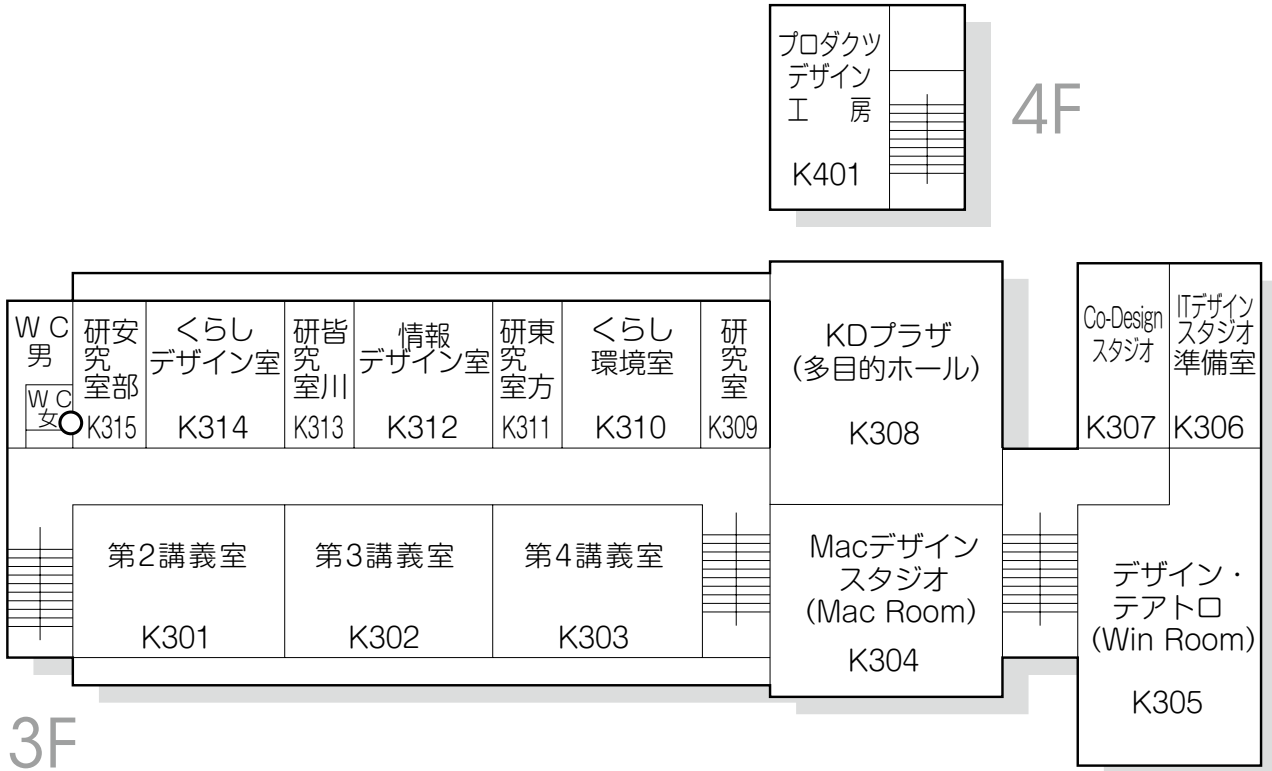 プロダクツ
デザイン
工 房
K401
4F
W C
男
W C
女
安部
研究室
K315
くらし
デザイン室
K314
皆川
研究室
K313
情報
デザイン室
K312
東方
研究室
K311
くらし
環境室
K310
研究室
K309
KDプラザ
(多目的ホール)
K308
Co-Design
スタジオ
K307
ITデザイン
スタジオ
準備室
K306
第2講義室
K301
第3講義室
K302
第4講義室
K303
Macデザイン
スタジオ
(Mac Room)
K304
デザイン・
テアトロ
(Win Room)
K305
3F